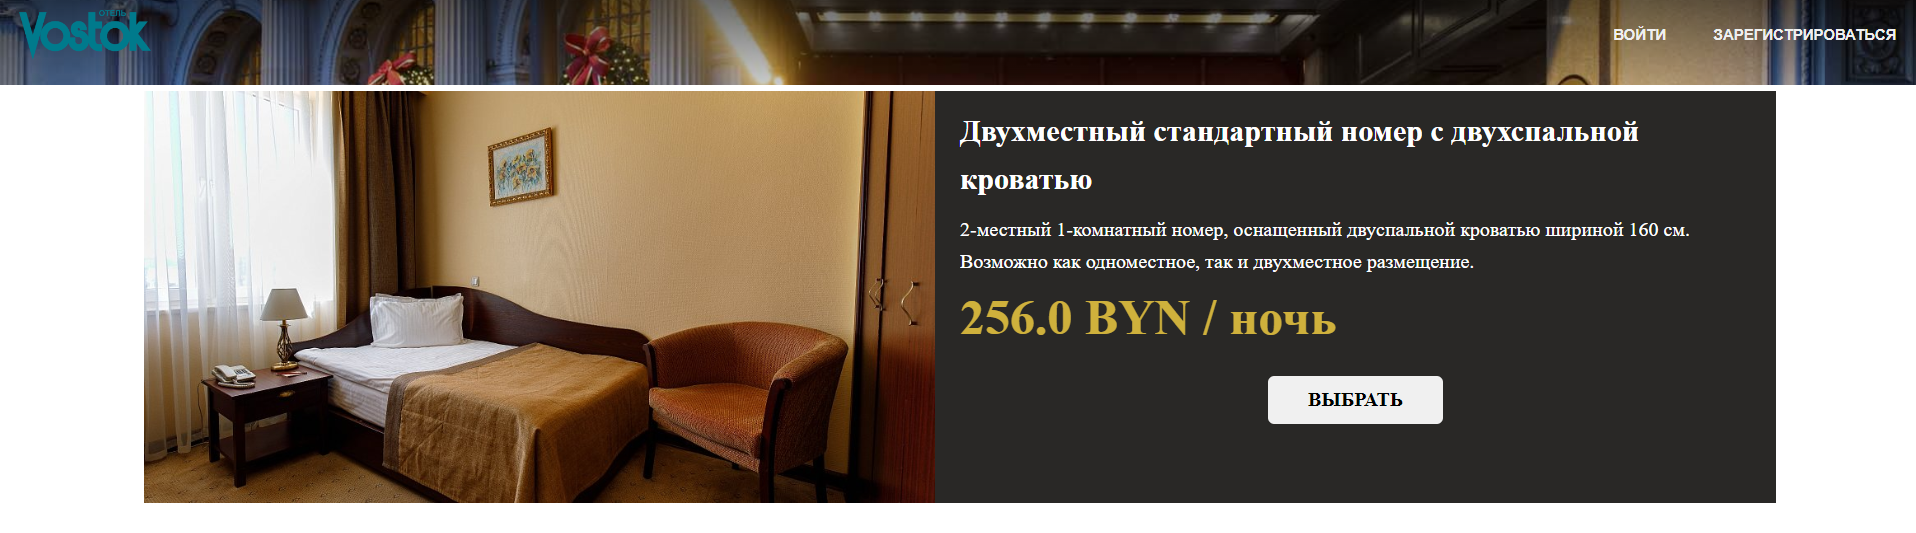 ОТЕЛЬ
Vostok
ВОЙТИ
ЗАРЕГИСТРИРОВАТЬСЯ
Двухместный стандартный номер с двухспальной
кроватью
2-местный 1-комнатный номер, оснащенный двуспальной кроватью шириной 160 см.
Возможно как одноместное, так и двухместное размещение.
256.0 BYN / ночь
ВЫБРАТЬ